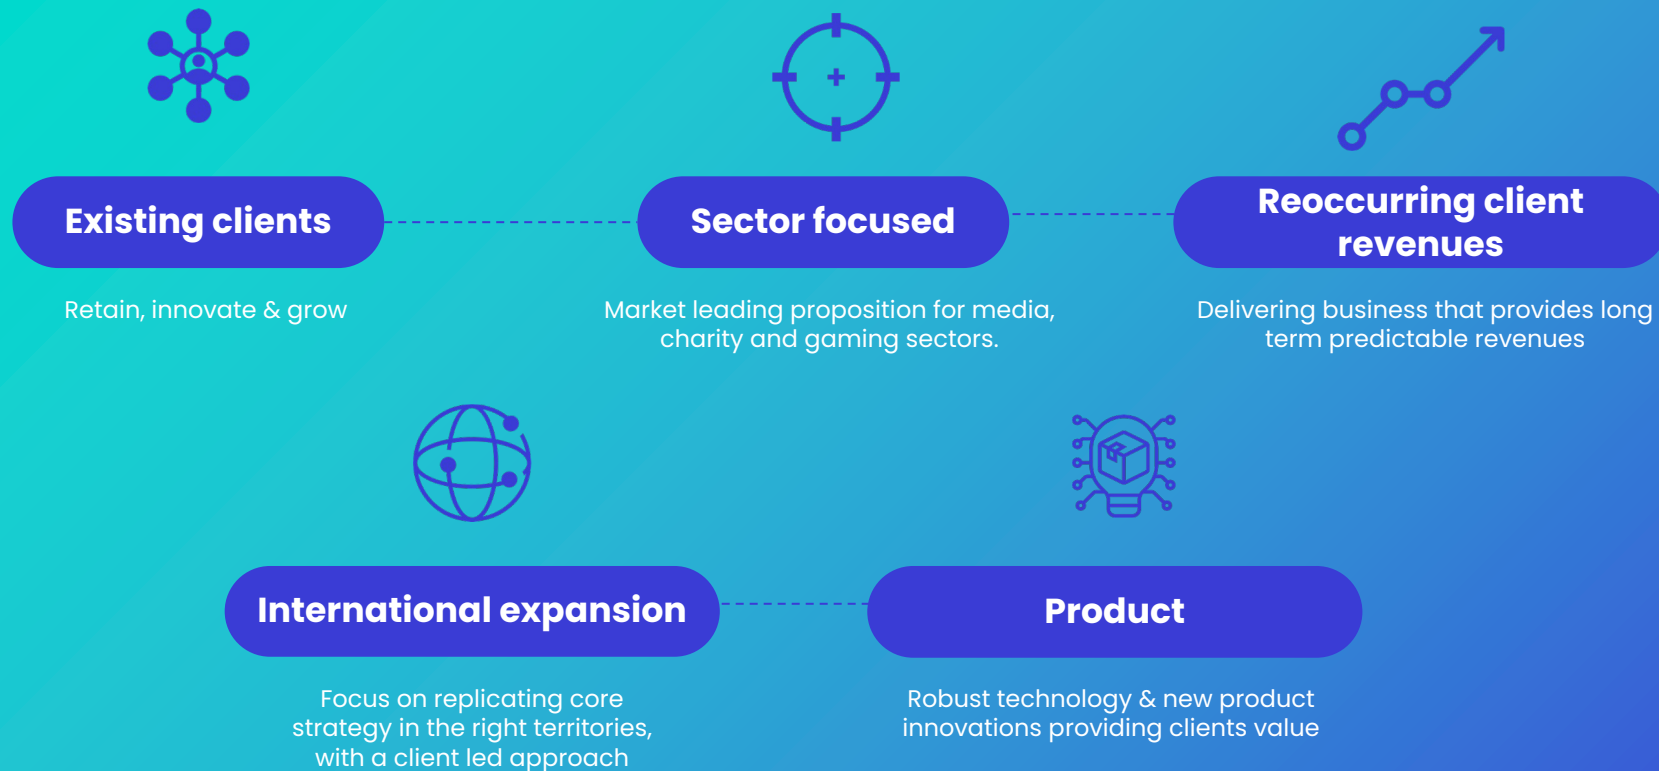 Existing clients
Sector focused
Reoccurring client
revenues
Retain, innovate & grow
Market leading proposition for media,
charity and gaming sectors.
Delivering business that provides long
term predictable revenues
International expansion
Product
Focus on replicating core
strategy in the right territories,
with a client led approach
Robust technology & new product
innovations providing clients value